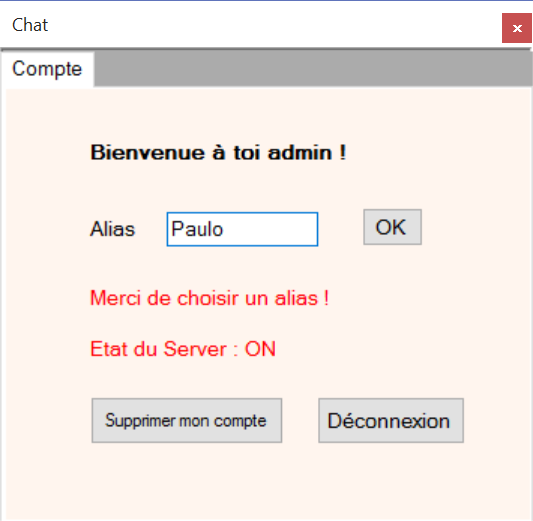 Chat
x
Compte
Bienvenue à toi admin !
Alias Paulo OK
Merci de choisir un alias !
Etat du Server : ON
Supprimer mon compte Déconnexion